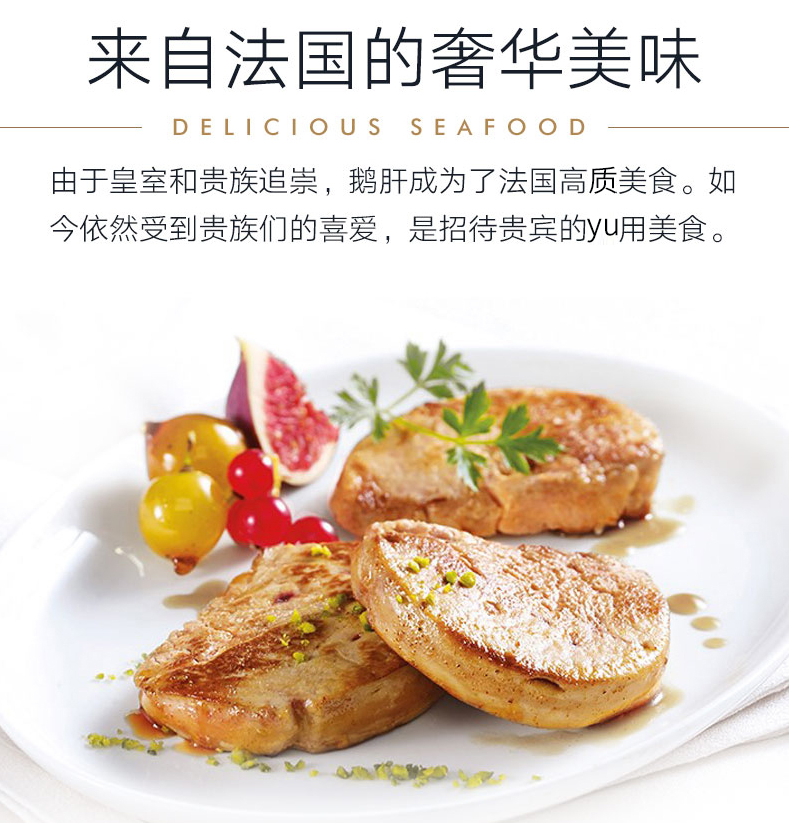 来自法国的奢华美味
DELICIOUS SEAFOOD
由于皇室和贵族追崇，鹅肝成为了法国高质美食。如
今依然受到贵族们的喜爱，是招待贵宾的yu用美食。